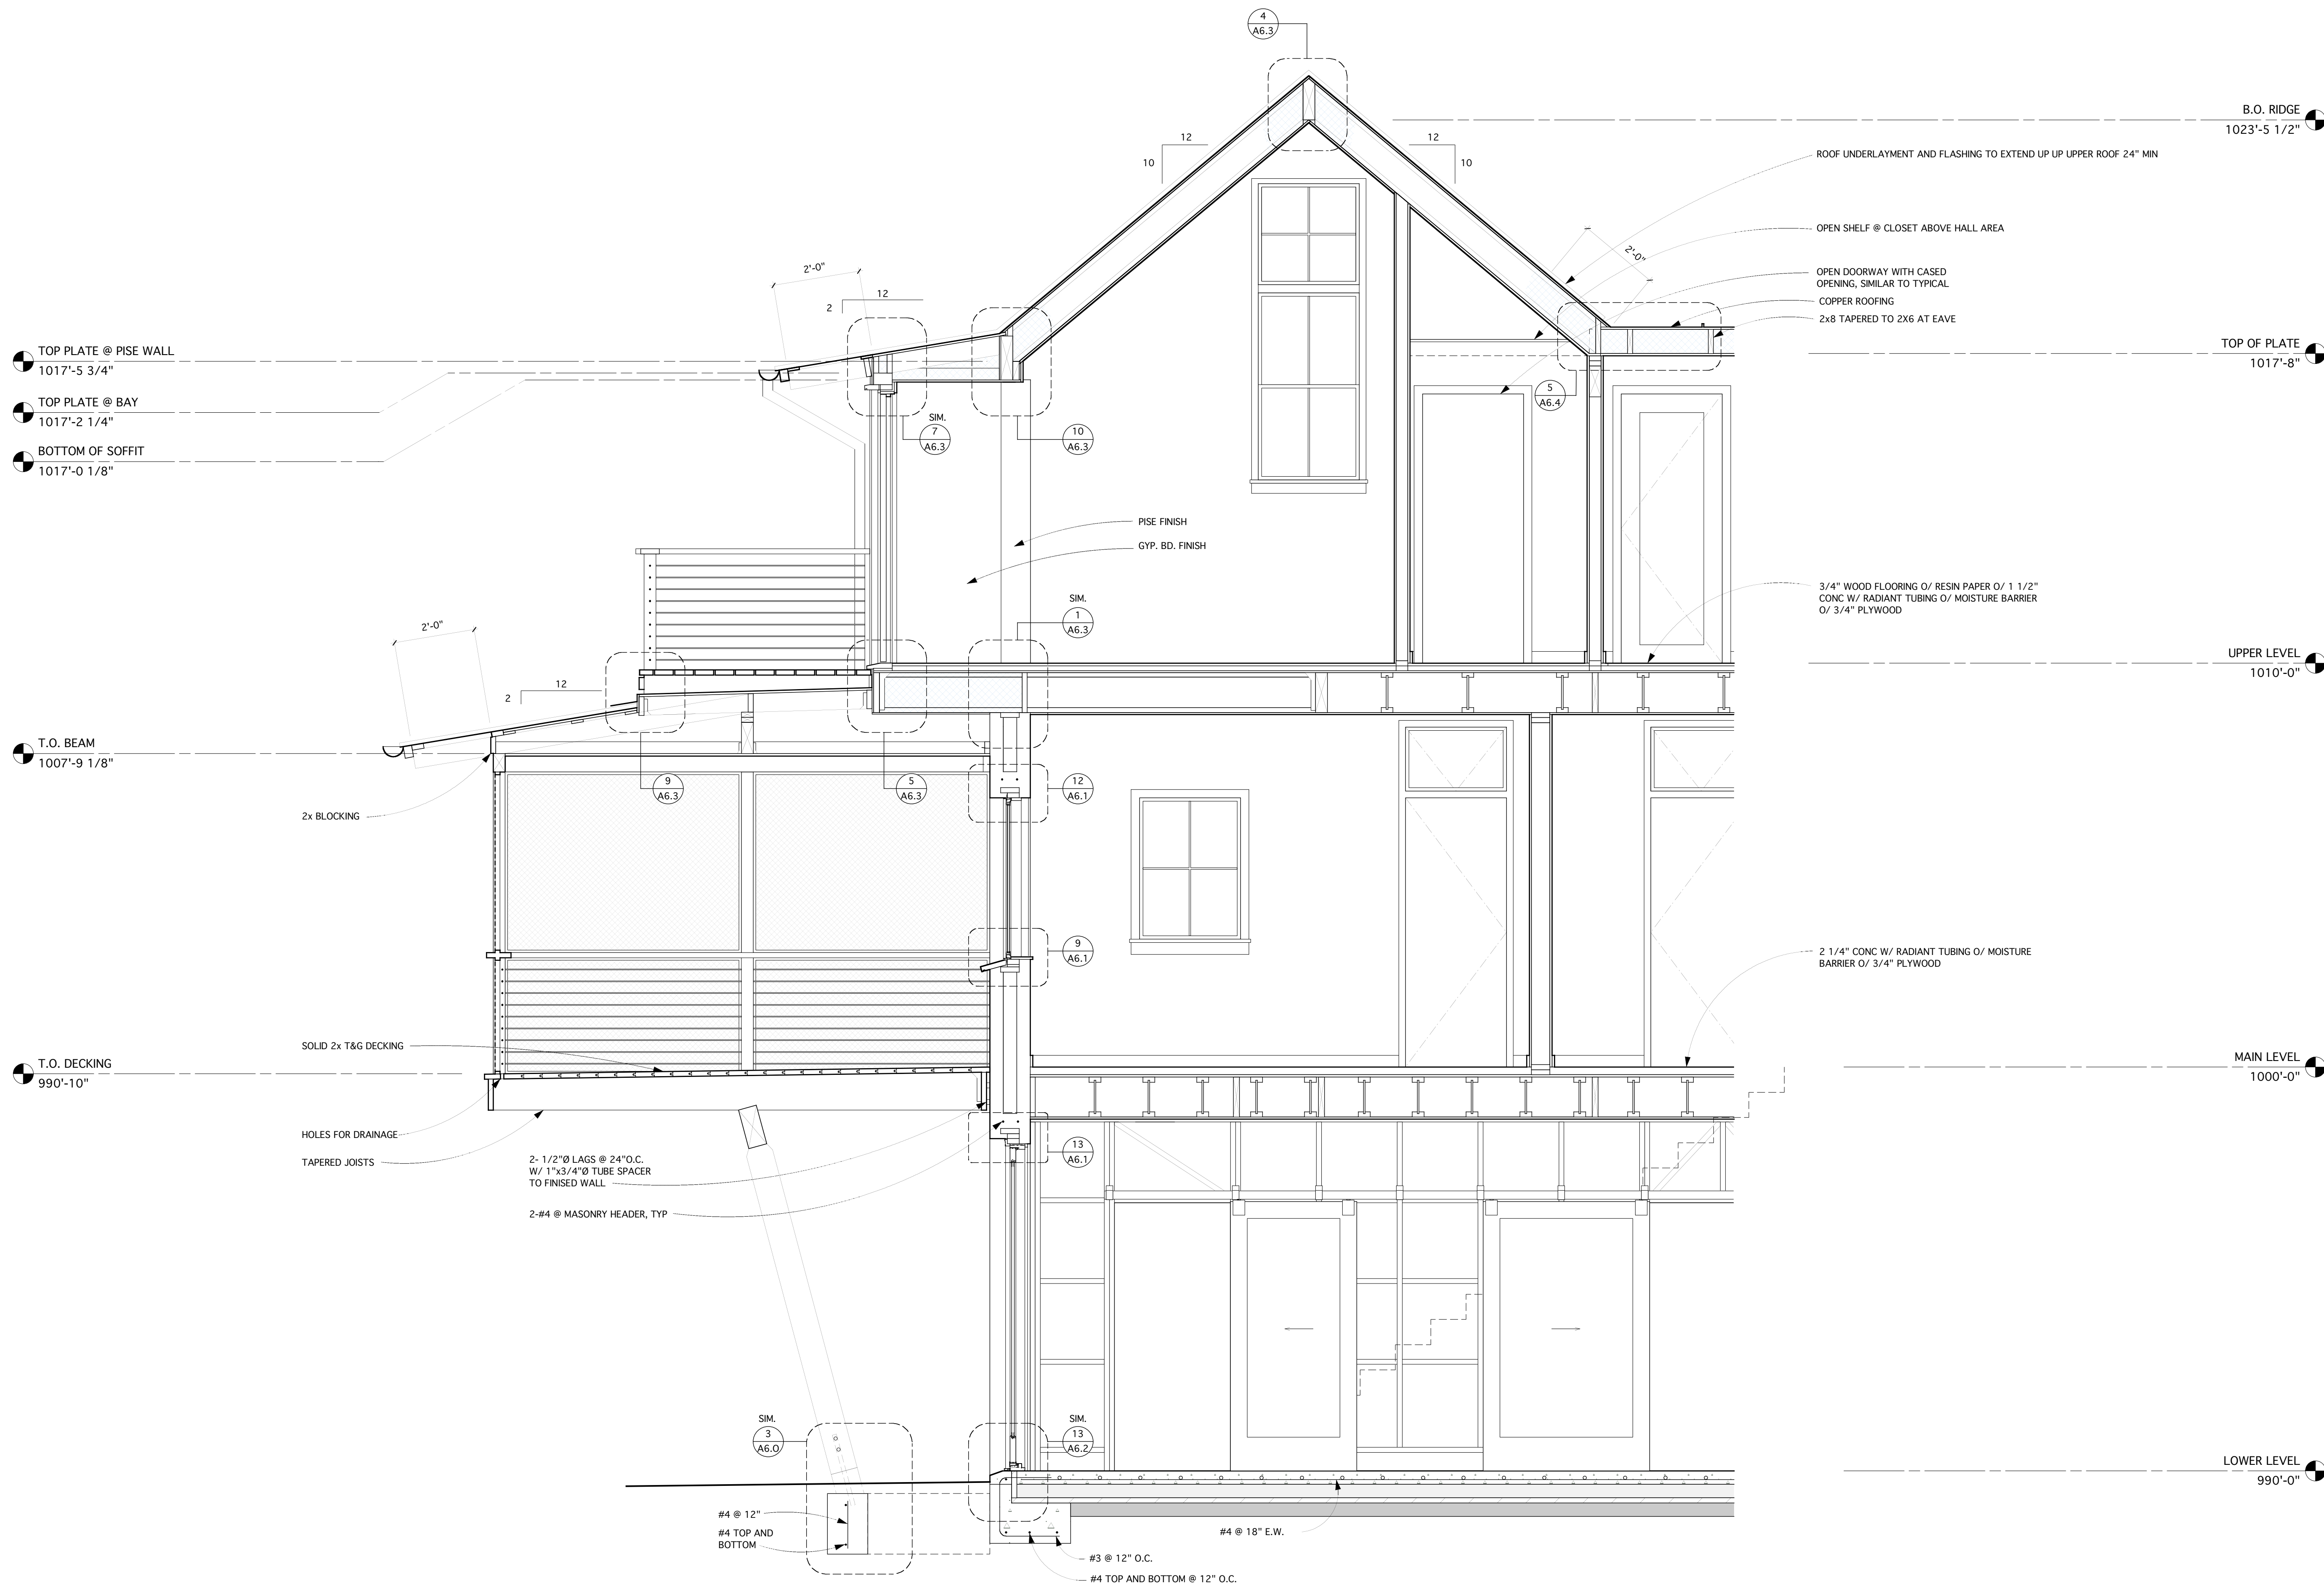 4
A6.3
B.O. RIDGE
1023'-5 1/2"
12
10
12
10
ROOF UNDERLAYMENT AND FLASHING TO EXTEND UP UP UPPER ROOF 24" MIN
OPEN SHELF @ CLOSET ABOVE HALL AREA
2'-0"
2'-0"
12
2
OPEN DOORWAY WITH CASED
OPENING, SIMILAR TO TYPICAL
COPPER ROOFING
2x8 TAPERED TO 2X6 AT EAVE
TOP PLATE @ PISE WALL
1017'-5 3/4"
TOP OF PLATE
1017'-8"
TOP PLATE @ BAY
1017'-2 1/4"
5
A6.4
BOTTOM OF SOFFIT
1017'-0 1/8"
SIM.
7
A6.3
10
A6.3
PISE FINISH
GYP. BD. FINISH
3/4" WOOD FLOORING O/ RESIN PAPER O/ 1 1/2"
CONC W/ RADIANT TUBING O/ MOISTURE BARRIER
O/ 3/4" PLYWOOD
SIM.
1
A6.3
2'-0"
UPPER LEVEL
1010'-0"
12
2
T.O. BEAM
1007'-9 1/8"
9
A6.3
5
A6.3
12
A6.1
2x BLOCKING
9
A6.1
2 1/4" CONC W/ RADIANT TUBING O/ MOISTURE
BARRIER O/ 3/4" PLYWOOD
SOLID 2x T&G DECKING
T.O. DECKING
990'-10"
MAIN LEVEL
1000'-0"
HOLES FOR DRAINAGE
TAPERED JOISTS
13
A6.1
2- 1/2"Ø LAGS @ 24"O.C.
W/ 1"x3/4"Ø TUBE SPACER
TO FINISED WALL
2-#4 @ MASONRY HEADER, TYP
SIM.
3
A6.0
SIM.
13
A6.2
LOWER LEVEL
990'-0"
#4 @ 12"
#4 TOP AND
BOTTOM
#4 @ 18" E.W.
#3 @ 12" O.C.
#4 TOP AND BOTTOM @ 12" O.C.